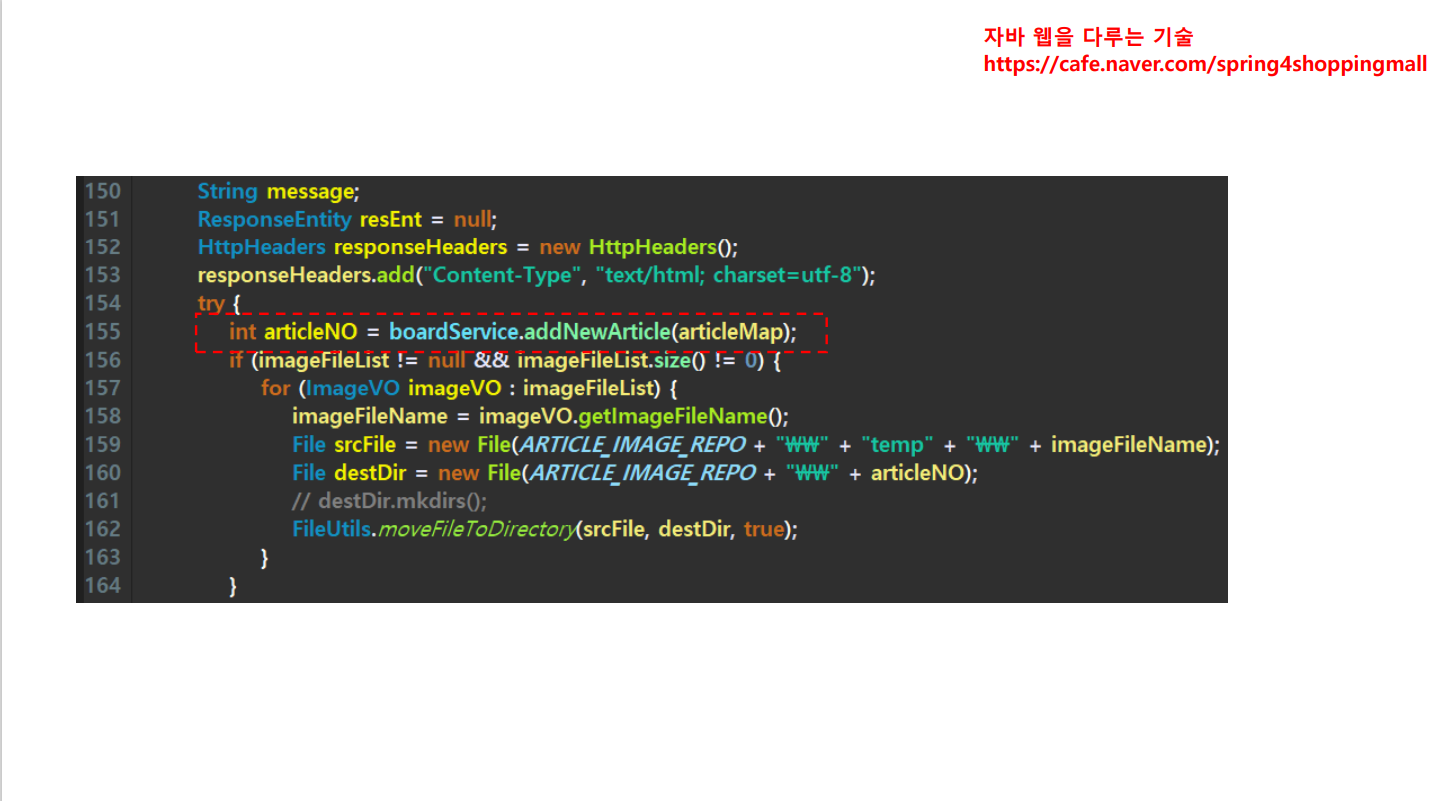 자바 웹을 다루는 기술
https://cafe.naver.com/spring4shoppingmall
150 String message;
151 ResponseEntity resEnt = null;
152 HttpHeaders responseHeaders = new HttpHeaders();
153 responseHeaders.add("Content-Type", "text/html; charset=utf-8");
154 try {
155 int articleNO = boardService.addNewArticle(articleMap);
156 if (imageFileList != null && imageFileList.size() != 0) {
157 for (ImageVO imageVO : imageFileList) {
158 imageFileName = imageVO.getImageFileName();
159 File srcFile = new File(ARTICLE_IMAGE_REPO + "₩₩" + "temp" + "₩₩" + imageFileName);
160 File destDir = new File(ARTICLE_IMAGE_REPO + "₩₩" + articleNO);
161 // destDir.mkdirs();
162 FileUtils.moveFileToDirectory(srcFile, destDir, true);
163 }
164 }